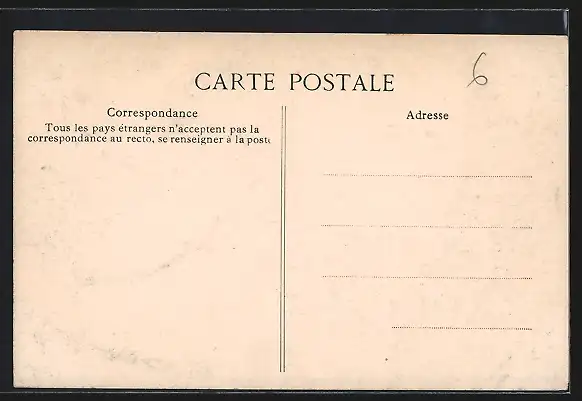 6
CARTE POSTALE
Correspondance
Tous les pays étrangers n'acceptent pas la
correspondance au recto, se renseigner à la poste
Adresse